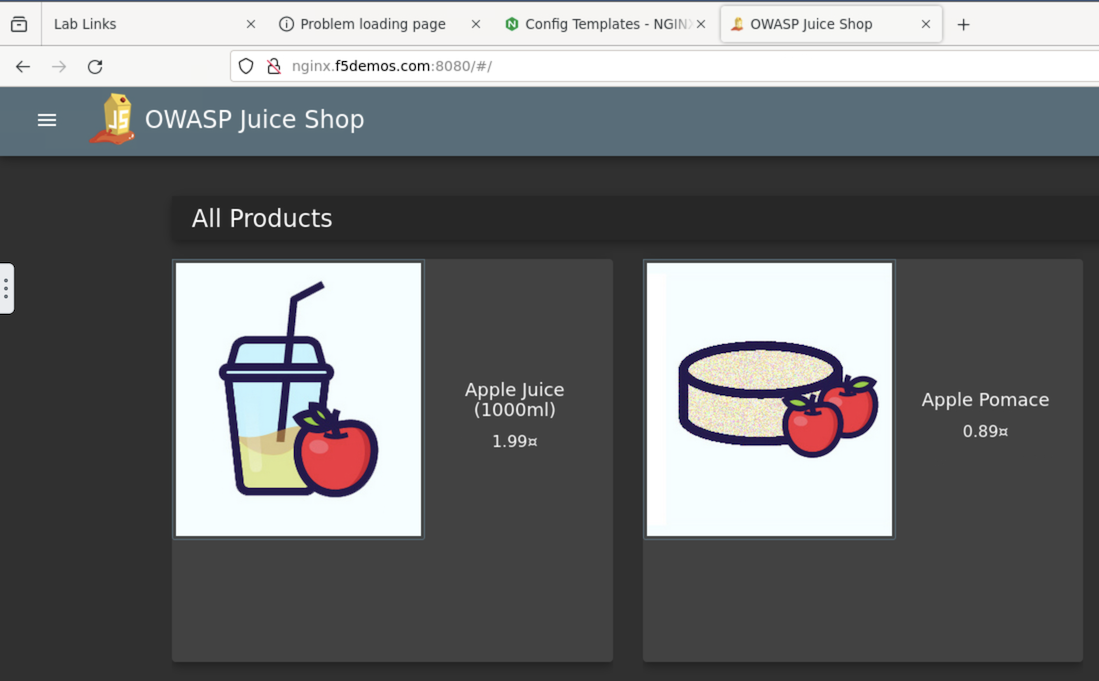 Lab Links
Problem loading page
Config Templates - NGIN
OWASP Juice Shop
nginx.f5demos.com:8080/#/
JS
OWASP Juice Shop
All Products
Apple Juice
(1000ml)
1.99¤
Apple Pomace
0.89¤